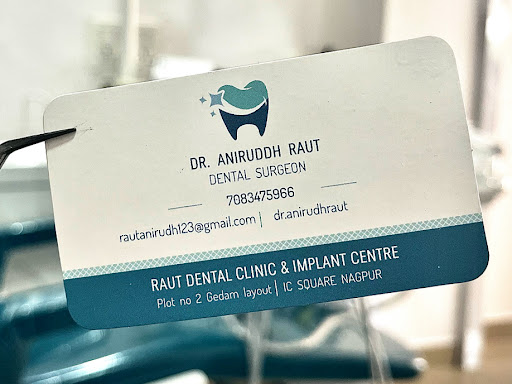 DR. ANIRUDDH RAUT
DENTAL SURGEON
7083475966
rautanirudh123@gmail.com | dr.anirudhraut
RAUT DENTAL CLINIC & IMPLANT CENTRE
Plot no 2 Gedam layout | IC SQUARE NAGPUR